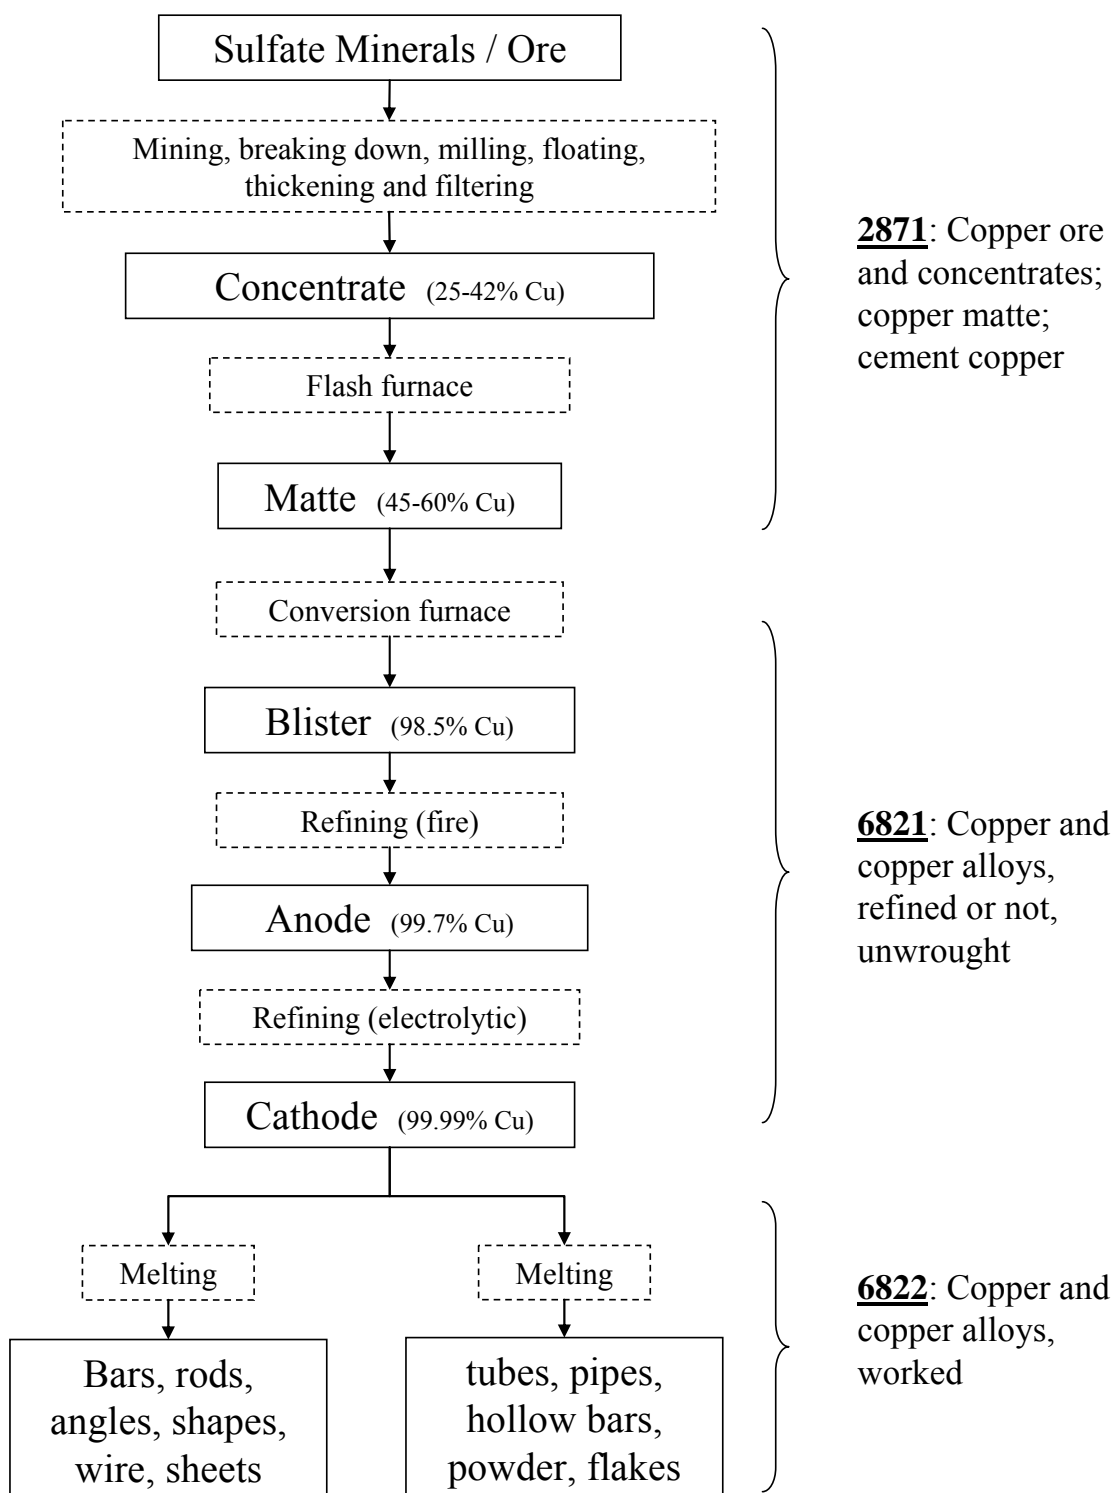 Sulfate Minerals / Ore
Mining, breaking down, milling, floating,
thickening and filtering
Concentrate (25-42% Cu)
Flash furnace
Matte (45-60% Cu)
2871: Copper ore
and concentrates;
copper matte;
cement copper
Conversion furnace
Blister (98.5% Cu)
Refining (fire)
Anode (99.7% Cu)
Refining (electrolytic)
Cathode (99.99% Cu)
6821: Copper and
copper alloys,
refined or not,
unwrought
Melting
Melting
Bars, rods,
angles, shapes,
wire, sheets
tubes, pipes,
hollow bars,
powder, flakes
6822: Copper and
copper alloys,
worked